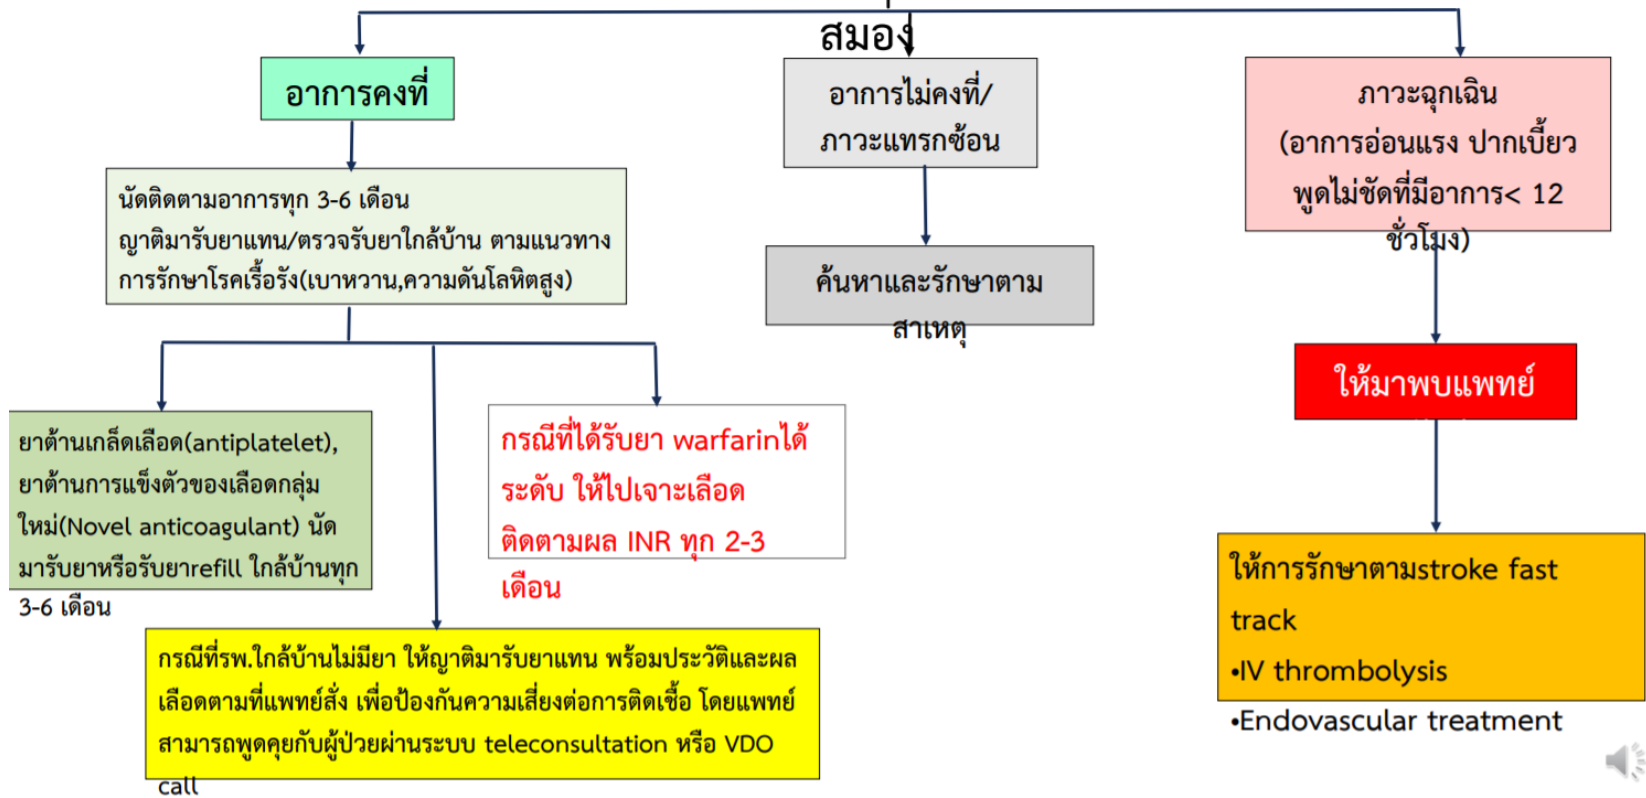 สมอง
อาการคงที่
นัดติดตามอาการทุก 3-6 เดือน
ญาติมารับยาแทน/ตรวจรับยาใกล้บ้าน ตามแนวทาง
การรักษาโรคเรื้อรัง(เบาหวาน,ความดันโลหิตสูง)
ยาต้านเกล็ดเลือด(antiplatelet),
ยาต้านการแข็งตัวของเลือดกลุ่ม
ใหม่(Novel anticoagulant) นัด
มารับยาหรือรับยาrefill ใกล้บ้านทุก
3-6 เดือน
กรณีที่รพ.ใกล้บ้านไม่มียา ให้ญาติมารับยาแทน พร้อมประวัติและผล
เลือดตามที่แพทย์สั่ง เพื่อป้องกันความเสี่ยงต่อการติดเชื้อ โดยแพทย์
สามารถพูดคุยกับผู้ป่วยผ่านระบบ teleconsultation หรือ VDO
call
กรณีที่ได้รับยา warfarinได้
ระดับ ให้ไปเจาะเลือด
ติดตามผล INR ทุก 2-3
เดือน
อาการไม่คงที่/
ภาวะแทรกซ้อน
ค้นหาและรักษาตาม
สาเหตุ
ภาวะฉุกเฉิน
(อาการอ่อนแรง ปากเบี้ยว
พูดไม่ชัดที่มีอาการ< 12
ชั่วโมง)
ให้มาพบแพทย์
ให้การรักษาตามstroke fast
track
•IV thrombolysis
•Endovascular treatment